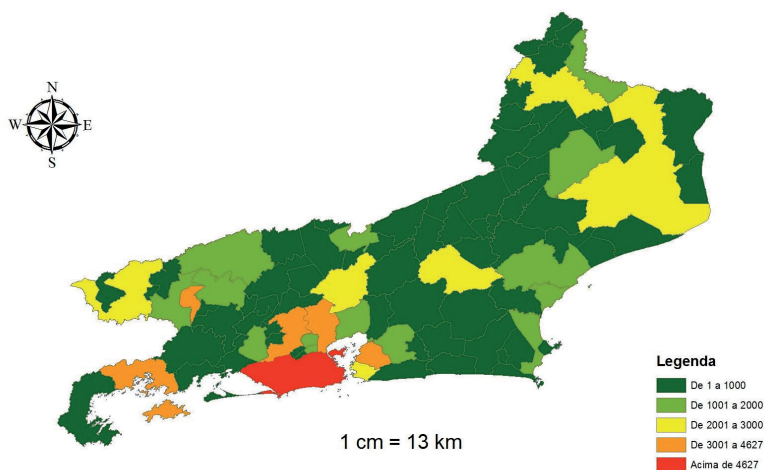 N
W E
S
Legenda
De 1 a 1000
De 1001 a 2000
De 2001 a 3000
De 3001 a 4627
Acima de 4627
1 cm = 13 km